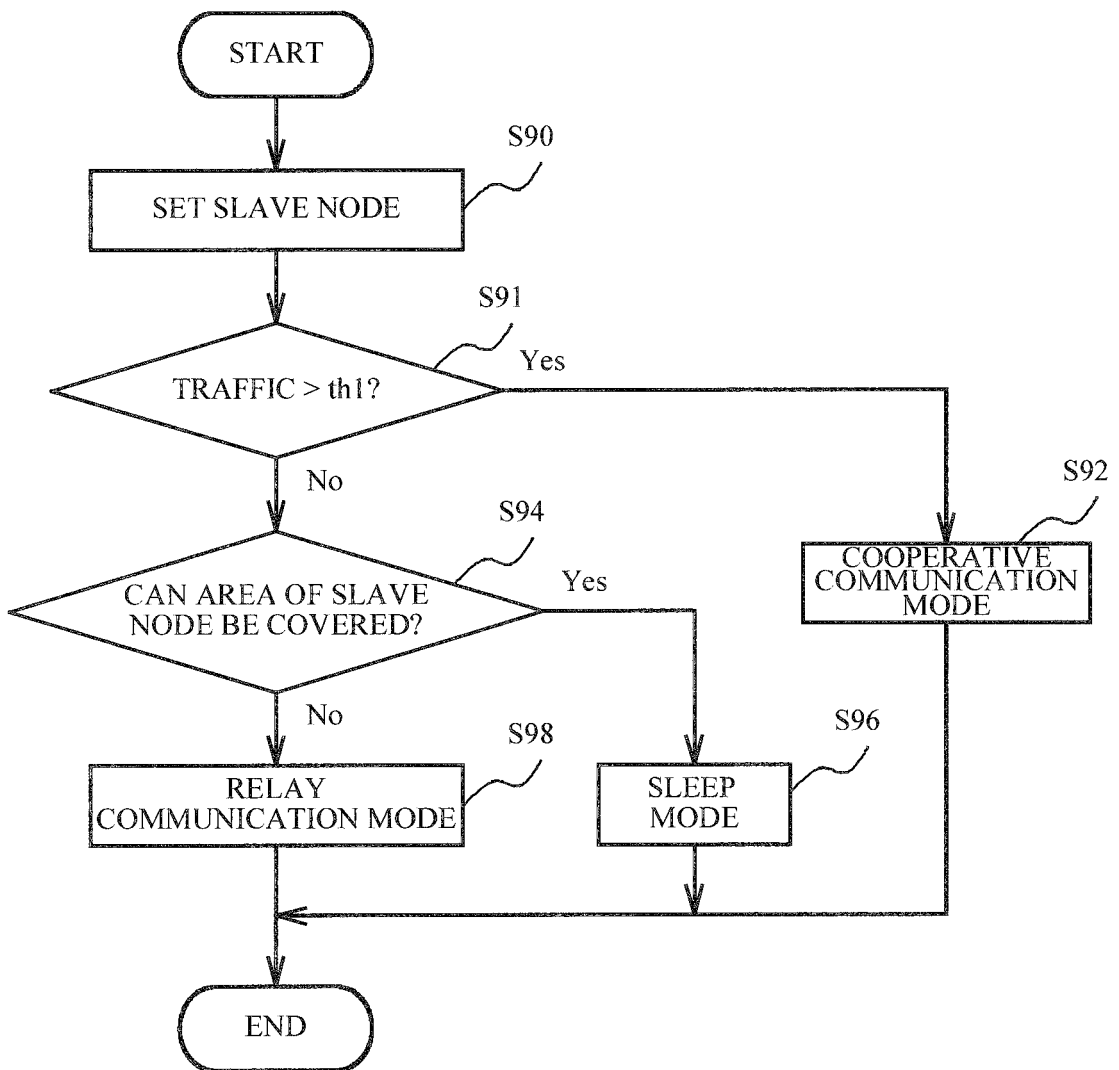 START
S90
SET SLAVE NODE
S91
Yes
TRAFFIC > th1?
No
S92
S94
COOPERATIVE
COMMUNICATION
MODE
Yes
CAN AREA OF SLAVE
NODE BE COVERED?
No
S98
S96
RELAY
COMMUNICATION MODE
SLEEP
MODE
END